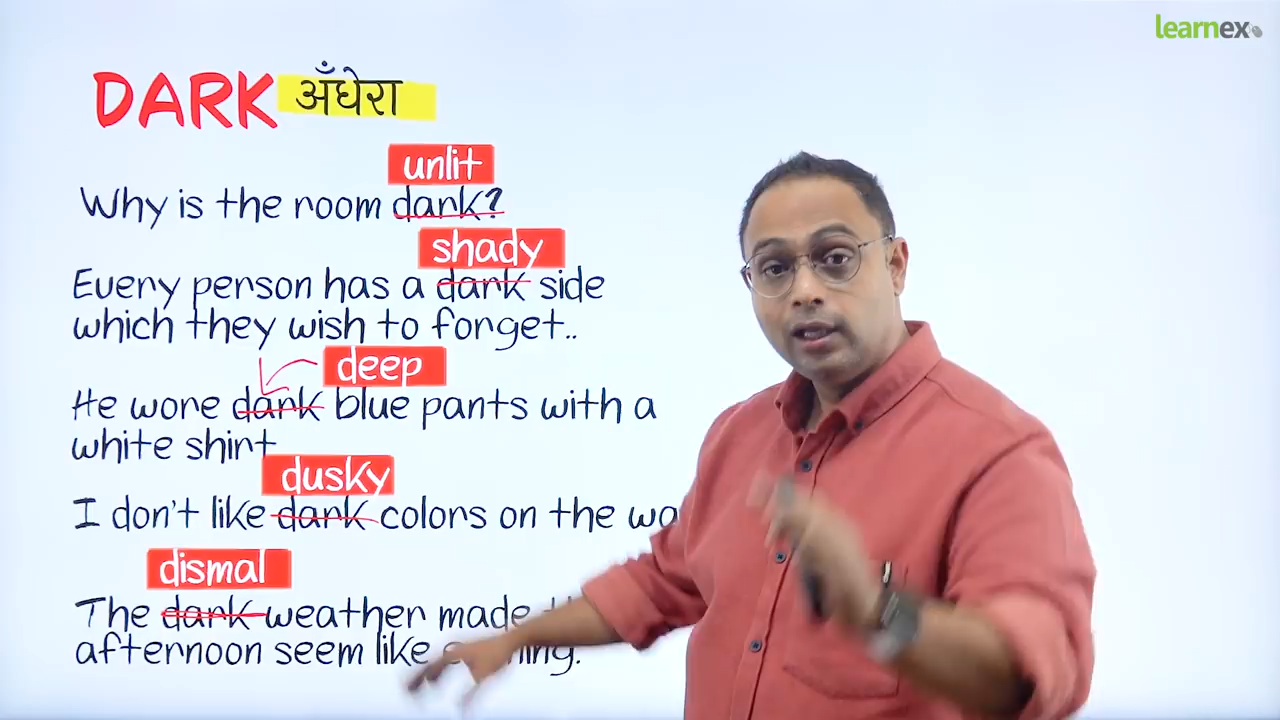 learnex
DARK अँधेरा
unlit
Why is the room dark?
shady
Every person has a dark side
which they wish to forget..
deep
He wore dark blue pants with a
white shirt
dusky
I don't like dark colors on the
dismal
The dark weather made
afternoon seem like